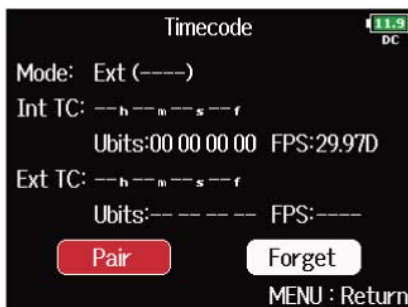 Timecode
11.9
DC
Mode: Ext (----)
Int TC: --h--m--s--f
Ubits:00 00 00 00 FPS:29.97D
Ext TC: --h--m--s--f
Ubits:-- -- -- -- FPS:----
Pair Forget
MENU : Return